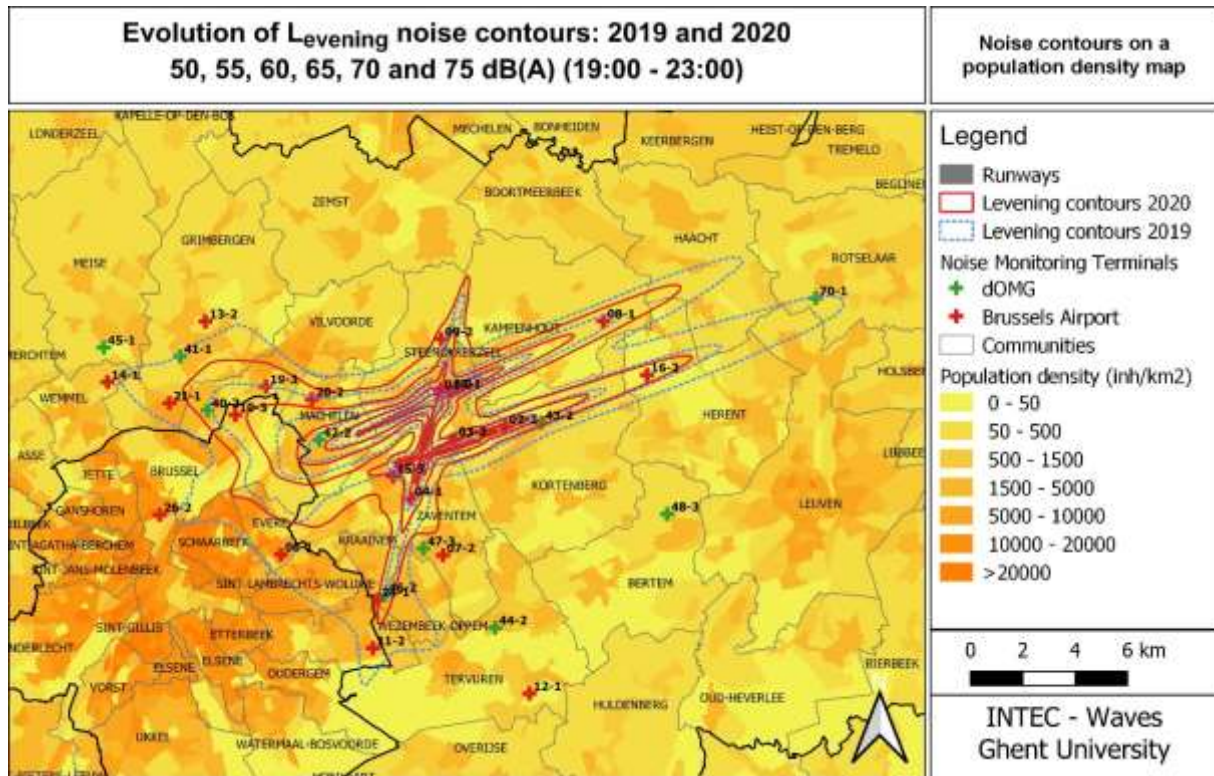 Evolution of Levening noise contours: 2019 and 2020
50, 55, 60, 65, 70 and 75 dB(A) (19:00 - 23:00)
Noise contours on a
population density map
KAPELLE-OP-DEN-BOS
LONDERZEEL
MECHELEN
BONHEIDEN
KEERBERGEN
HEIST-OP-DEN-BERG
TREMELO
BOORTMEERBEEK
ZEMST
GRIMBERGEN
HAACHT
MEISE
ROTSELAAR
70-1
13-2
VILVOORDE
KAMPENHOUT
08-1
45-1
41-1
STEENOKKERZEEL
14-1
19-3
16-2
WEMMEL
21-1
20-2
MACHELEN
HERENT
42-2
03-3
43-2
ASSE
JETTE
BRUSSEL
04-1
KORTENBERG
GANSHOREN
26-2
EVERE
ZAVENTEM
48-3
LEUVEN
SCHAARBEEK
KRAAINEM
47-3
07-2
SINT-LAMBRECHTS-WOLUWE
BERTEM
WEZEMBEEK-OPPEM
44-2
SINT-GILLIS
ETTERBEEK
ELSENE
ELSENE
OUDERGEM
TERVUREN
12-1
BIERBEEK
VORST
HULDENBERG
OUD-HEVERLEE
UKKEL
WATERMAAL-BOSVOORDE
OVERIJSE
Legend
Runways
Levening contours 2020
Levening contours 2019
Noise Monitoring Terminals
dOMG
Brussels Airport
Communities
Population density (inh/km2)
0 - 50
50 - 500
500 - 1500
1500 - 5000
5000 - 10000
10000 - 20000
>20000
0 2 4 6 km
INTEC - Waves
Ghent University